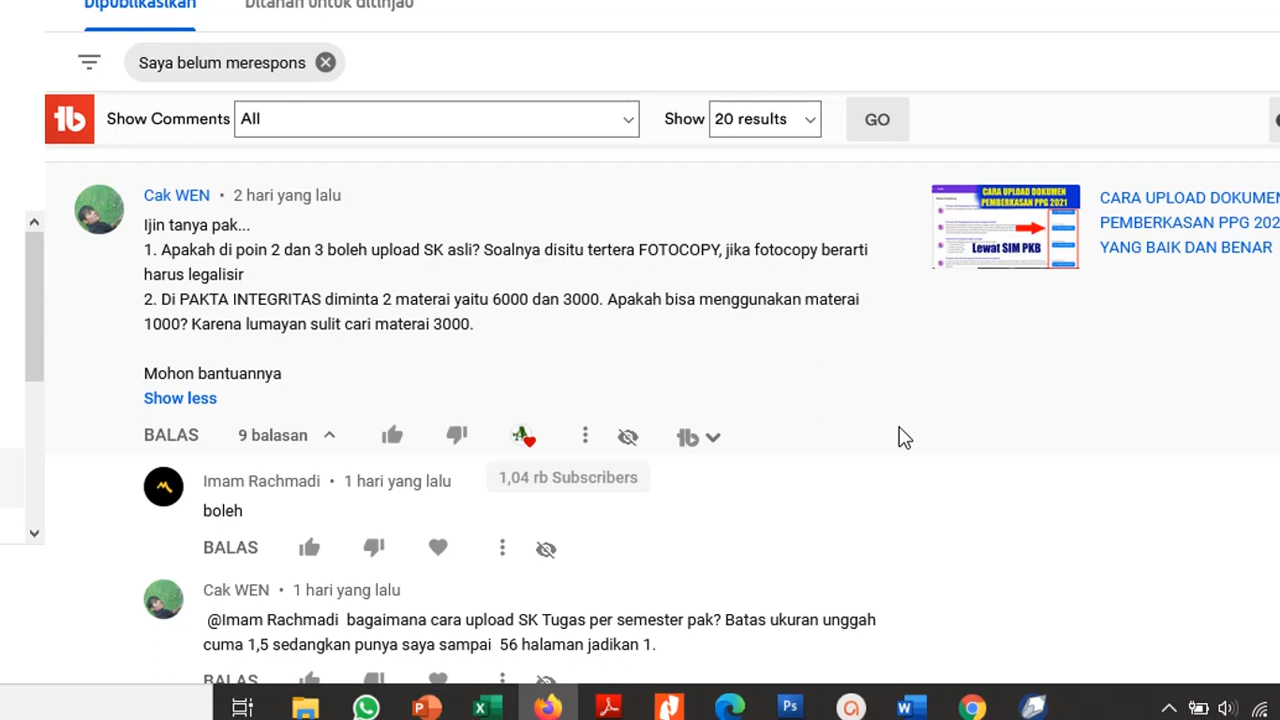 Dipublikasikan
Ditahan untuk ditinjau
Saya belum merespons
Show Comments All
Show 20 results
GO
Cak WEN • 2 hari yang lalu
Ijin tanya pak...
1. Apakah di poin 2 dan 3 boleh upload SK asli? Soalnya disitu tertera FOTOCOPY, jika fotocopy berarti
harus legalisir
2. Di PAKTA INTEGRITAS diminta 2 materai yaitu 6000 dan 3000. Apakah bisa menggunakan materai
1000? Karena lumayan sulit cari materai 3000.
Mohon bantuannya
Show less
BALAS 9 balasan
CARA UPLOAD DOKUMEN
PEMBERKASAN PPG 2021
Lewat SIM PKB
CARA UPLOAD DOKUMEN
PEMBERKASAN PPG 202
YANG BAIK DAN BENAR
Imam Rachmadi • 1 hari yang lalu
1,04 rb Subscribers
boleh
BALAS
Cak WEN • 1 hari yang lalu
@Imam Rachmadi bagaimana cara upload SK Tugas per semester pak? Batas ukuran unggah
cuma 1,5 sedangkan punya saya sampai 56 halaman jadikan 1.
BALAS